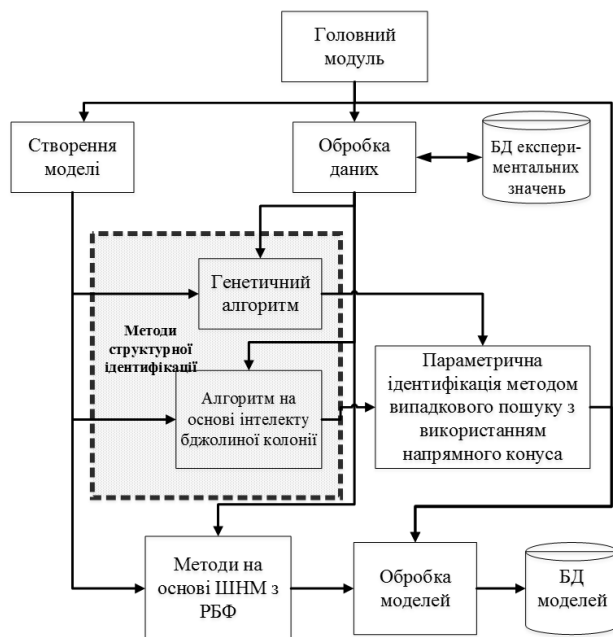 Головний
модуль
Створення
моделі
Обробка
даних
БД експери-
ментальних
значень
Генетичний
алгоритм
Методи
структурної
ідентифікації
Алгоритм на
основі інтелекту
бджолиної колонії
Параметрична
ідентифікація методом
випадкового пошуку з
використанням
напрямного конуса
Методи на
основі ШНМ з
РБФ
Обробка
моделей
БД
моделей